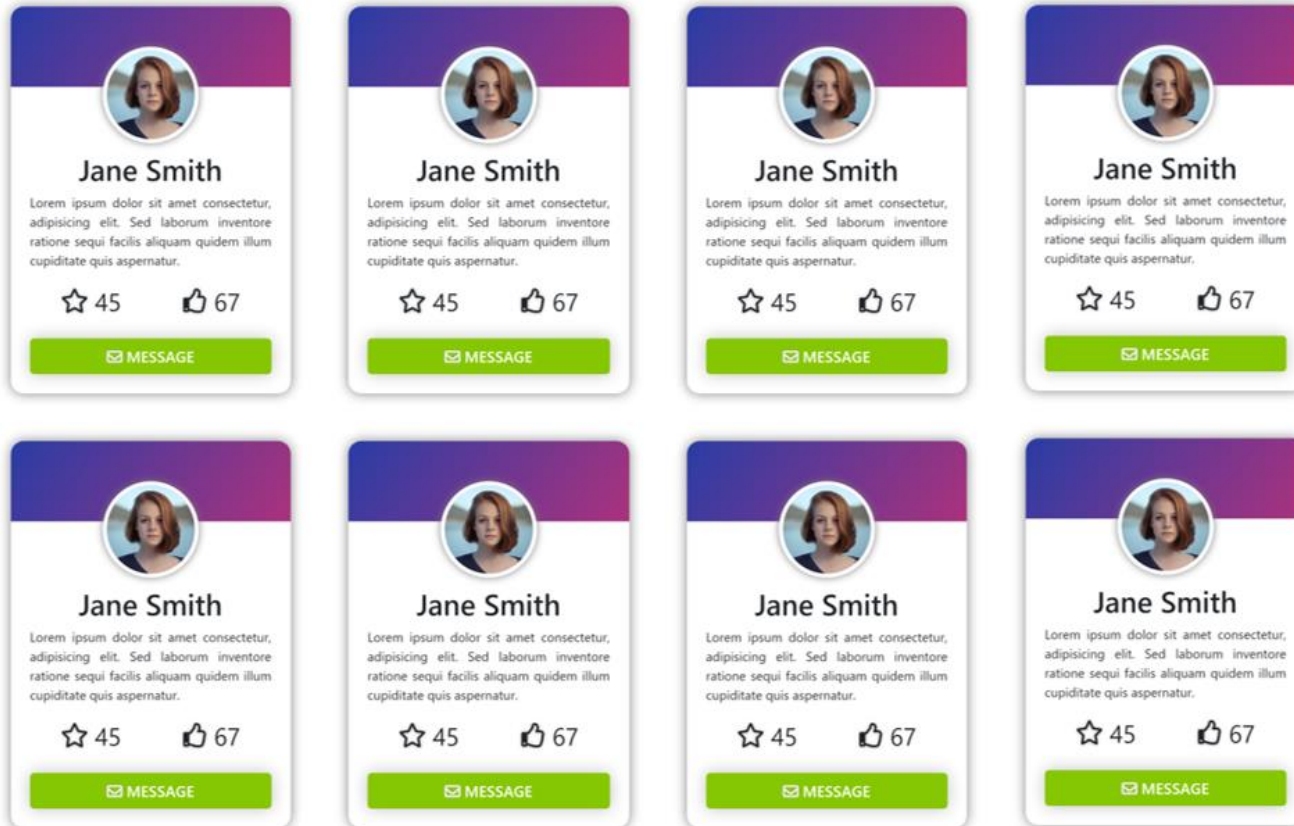 Jane Smith
Lorem ipsum dolor sit amet consectetur,
adipisicing elit. Sed laborum inventore
ratione sequi facilis aliquam quidem illum
cupiditate quis aspernatur.
45 67
MESSAGE
Jane Smith
Lorem ipsum dolor sit amet consectetur,
adipisicing elit. Sed laborum inventore
ratione sequi facilis aliquam quidem illum
cupiditate quis aspernatur.
45 67
MESSAGE
Jane Smith
Lorem ipsum dolor sit amet consectetur,
adipisicing elit. Sed laborum inventore
ratione sequi facilis aliquam quidem illum
cupiditate quis aspernatur.
45 67
MESSAGE
Jane Smith
Lorem ipsum dolor sit amet consectetur,
adipisicing elit. Sed laborum inventore
ratione sequi facilis aliquam quidem illum
cupiditate quis aspernatur.
45 67
MESSAGE
Jane Smith
Lorem ipsum dolor sit amet consectetur,
adipisicing elit. Sed laborum inventore
ratione sequi facilis aliquam quidem illum
cupiditate quis aspernatur.
45 67
MESSAGE
Jane Smith
Lorem ipsum dolor sit amet consectetur,
adipisicing elit. Sed laborum inventore
ratione sequi facilis aliquam quidem illum
cupiditate quis aspernatur.
45 67
MESSAGE
Jane Smith
Lorem ipsum dolor sit amet consectetur,
adipisicing elit. Sed laborum inventore
ratione sequi facilis aliquam quidem illum
cupiditate quis aspernatur.
45 67
MESSAGE
Jane Smith
Lorem ipsum dolor sit amet consectetur,
adipisicing elit. Sed laborum inventore
ratione sequi facilis aliquam quidem illum
cupiditate quis aspernatur.
45 67
MESSAGE